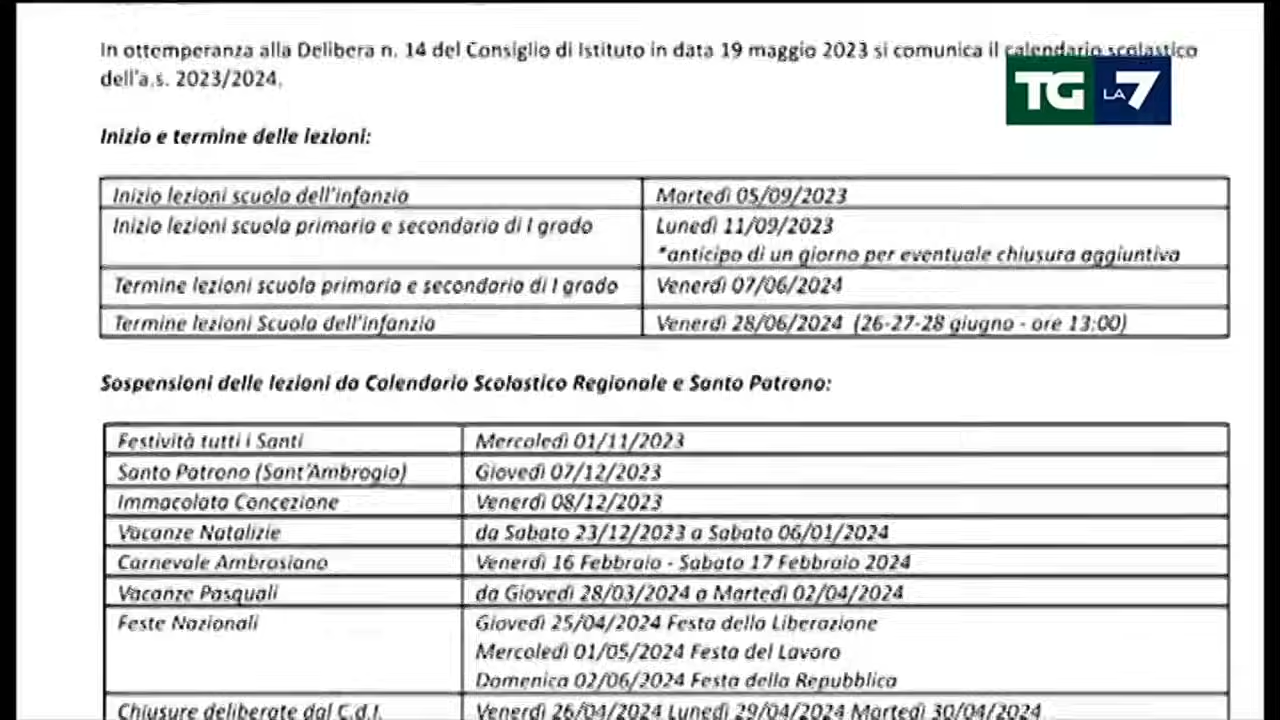 In ottemperanza alla Delibera n. 14 del Consiglio di Istituto in data 19 maggio 2023 si comunica il calendario scolastico
dell'a.s. 2023/2024.
TG LA7
Inizio e termine delle lezioni:
Inizio lezioni scuola dell'infanzia Martedì 05/09/2023
Inizio lezioni scuola primaria e secondaria di I grado Lunedì 11/09/2023
*anticipo di un giorno per eventuale chiusura aggiuntiva
Termine lezioni scuola primaria e secondaria di I grado Venerdì 07/06/2024
Termine lezioni Scuola dell'infanzia Venerdì 28/06/2024 (26-27-28 giugno - ore 13:00)
Sospensioni delle lezioni da Calendario Scolastico Regionale e Santo Patrono:
Festività tutti i Santi Mercoledì 01/11/2023
Santo Patrono (Sant'Ambrogio) Giovedì 07/12/2023
Immacolata Concezione Venerdì 08/12/2023
Vacanze Natalizie da Sabato 23/12/2023 a Sabato 06/01/2024
Carnevale Ambrosiano Venerdì 16 Febbraio - Sabato 17 Febbraio 2024
Vacanze Pasquali da Giovedì 28/03/2024 a Martedì 02/04/2024
Feste Nazionali Giovedì 25/04/2024 Festa della Liberazione
Mercoledì 01/05/2024 Festa del Lavoro
Domenica 02/06/2024 Festa della Repubblica
Chiusure deliberate dal C.d.I. Venerdì 26/04/2024 Lunedì 29/04/2024 Martedì 30/04/2024